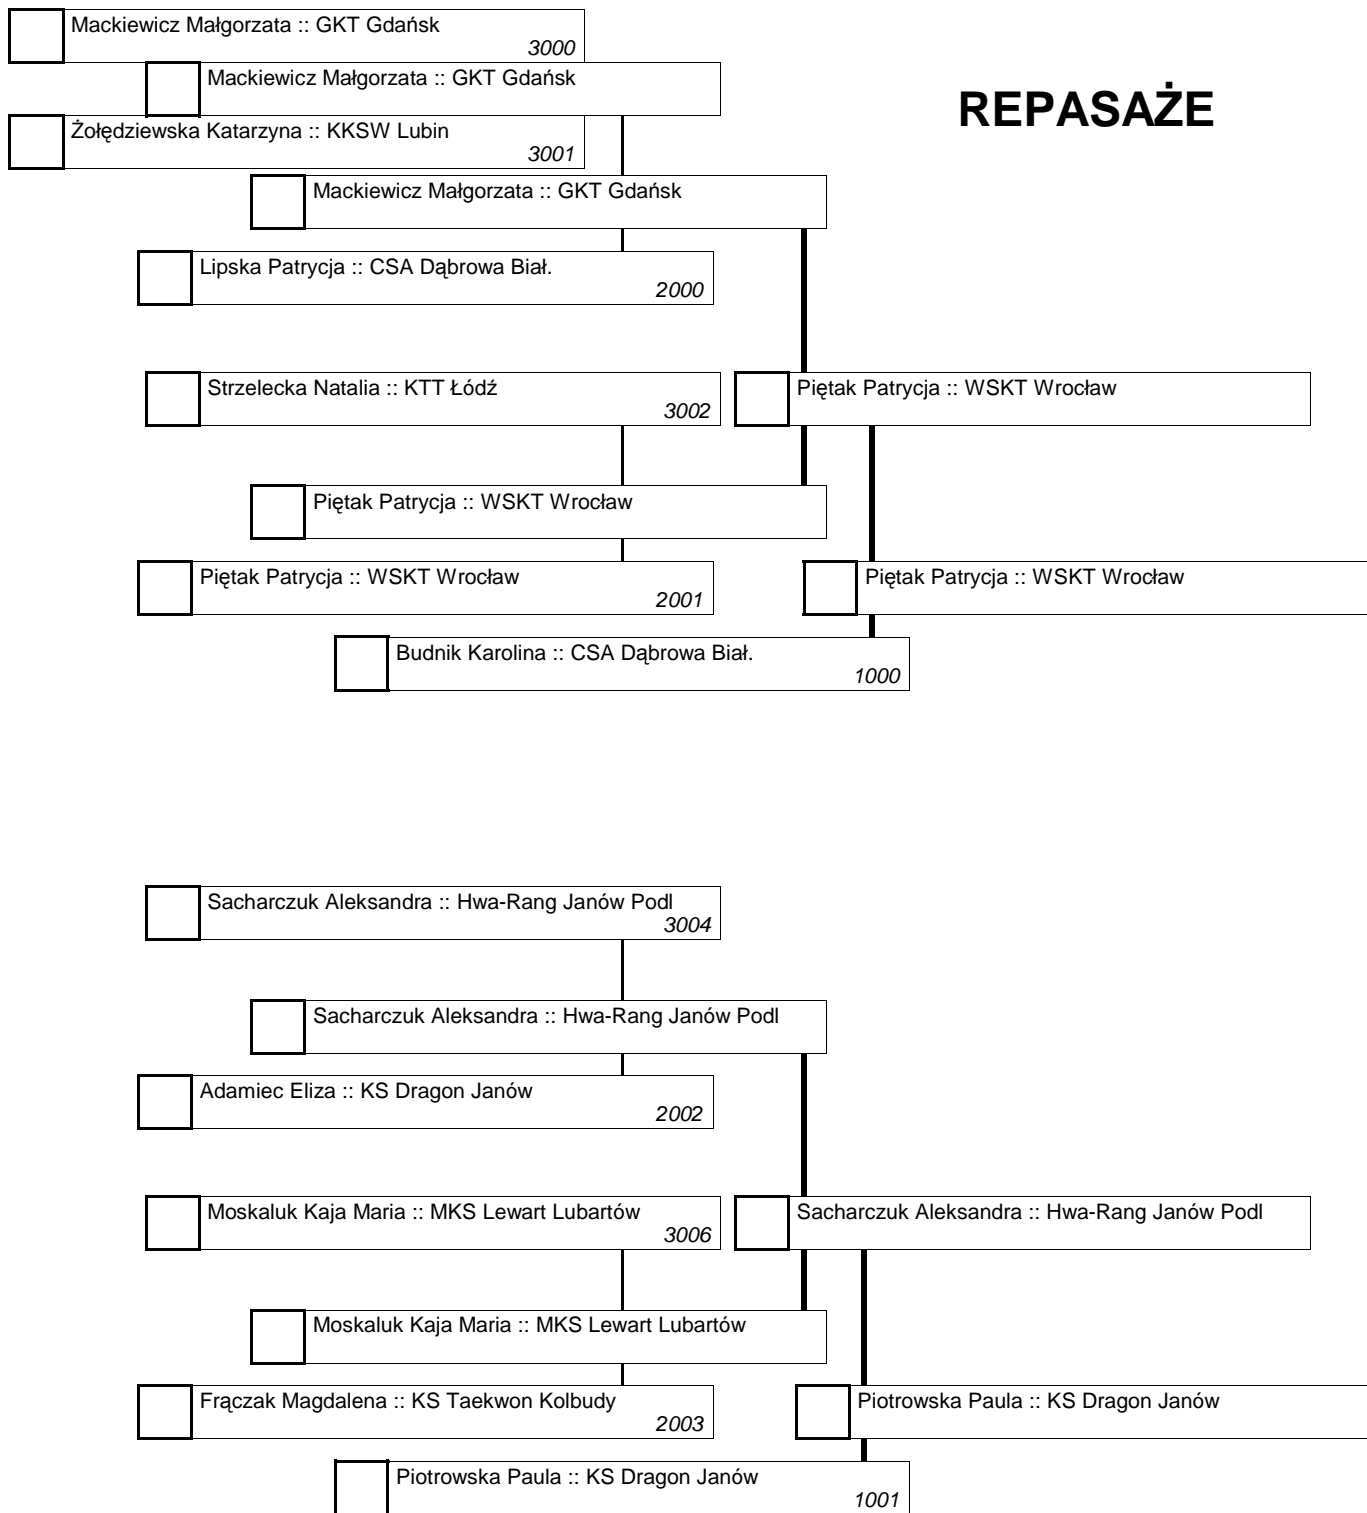 Mackiewicz Małgorzata :: GKT Gdańsk
3000
Mackiewicz Małgorzata :: GKT Gdańsk
REPASAŻE
Żołędziewska Katarzyna :: KKSW Lubin
3001
Mackiewicz Małgorzata :: GKT Gdańsk
Lipska Patrycja :: CSA Dąbrowa Biał.
2000
Strzelecka Natalia :: KTT Łódź
3002
Piętak Patrycja :: WSKT Wrocław
Piętak Patrycja :: WSKT Wrocław
Piętak Patrycja :: WSKT Wrocław
2001
Piętak Patrycja :: WSKT Wrocław
Budnik Karolina :: CSA Dąbrowa Biał.
1000
Sacharczuk Aleksandra :: Hwa-Rang Janów Podl
3004
Sacharczuk Aleksandra :: Hwa-Rang Janów Podl
Adamiec Eliza :: KS Dragon Janów
2002
Moskaluk Kaja Maria :: MKS Lewart Lubartów
3006
Sacharczuk Aleksandra :: Hwa-Rang Janów Podl
Moskaluk Kaja Maria :: MKS Lewart Lubartów
Frączak Magdalena :: KS Taekwon Kolbudy
2003
Piotrowska Paula :: KS Dragon Janów
Piotrowska Paula :: KS Dragon Janów
1001